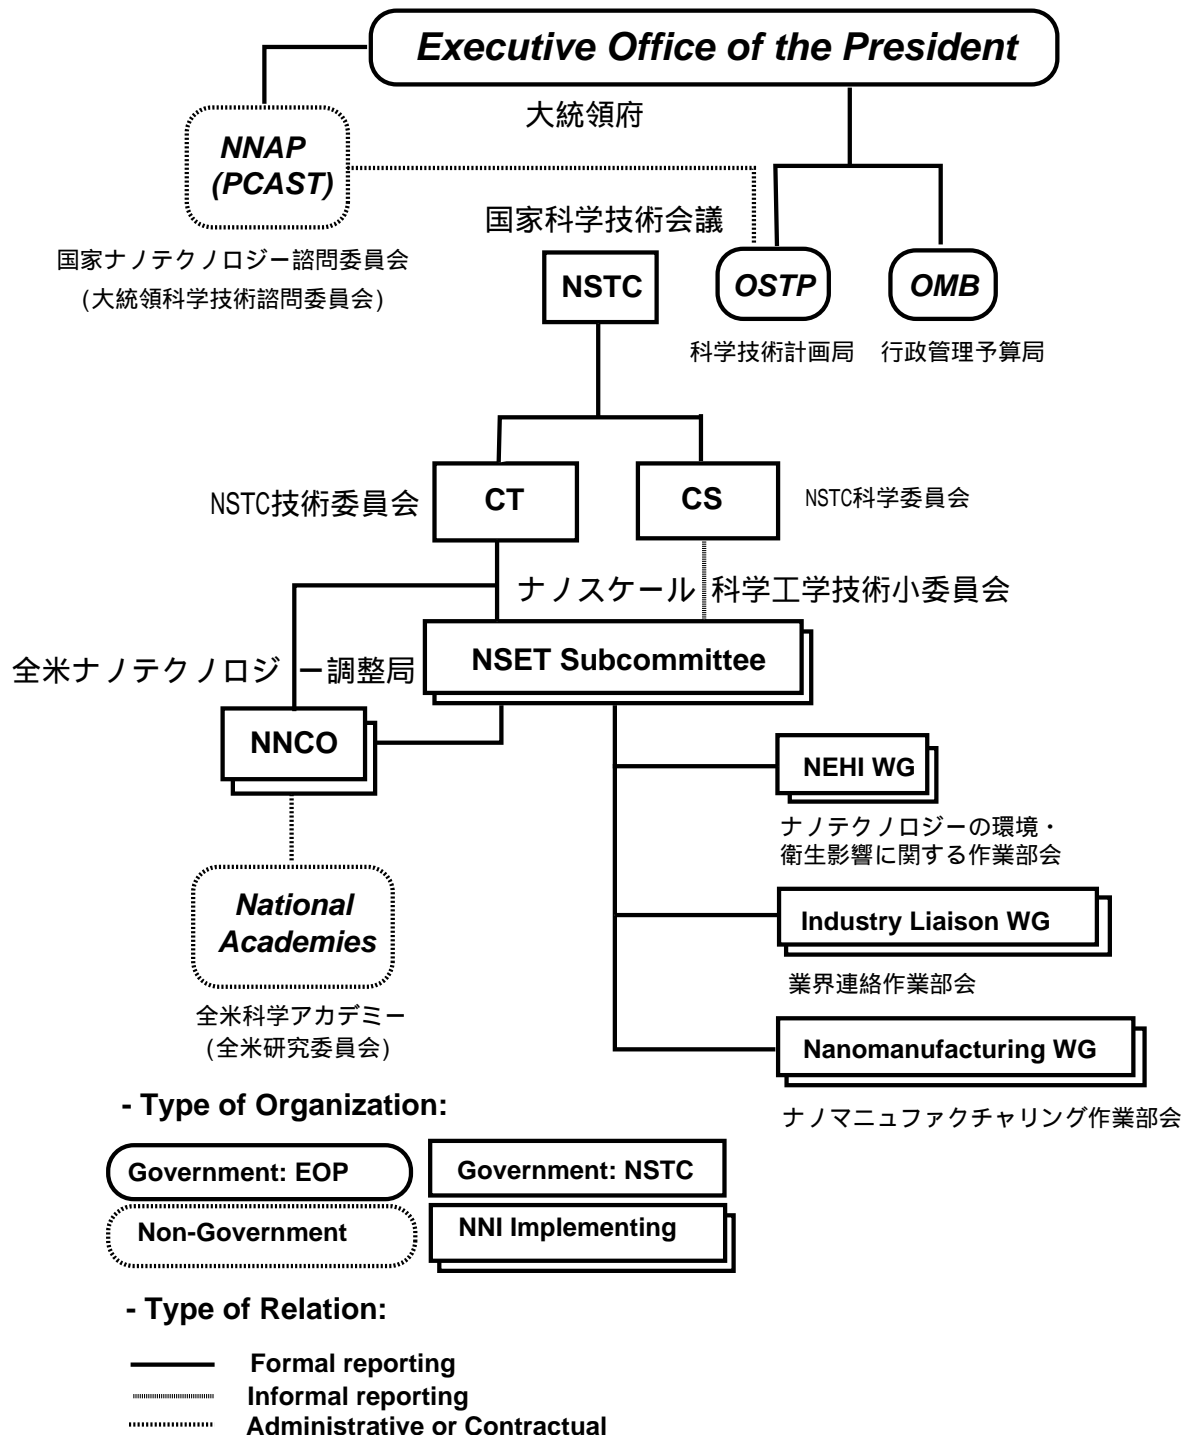 Executive Office of the President
大統領府
NNAP
(PCAST)
国家科学技術会議
国家ナノテクノロジー諮問委員会
(大統領科学技術諮問委員会)
NSTC
OSTP
OMB
科学技術計画局
行政管理予算局
CT
CS
NSTC技術委員会
NSTC科学委員会
ナノスケール科学工学技術小委員会
NSET Subcommittee
全米ナノテクノロジー調整局
NNCO
NEHI WG
ナノテクノロジーの環境・
衛生影響に関する作業部会
National
Academies
Industry Liaison WG
業界連絡作業部会
全米科学アカデミー
(全米研究委員会)
Nanomanufacturing WG
ナノマニュファクチャリング作業部会
- Type of Organization:
Government: EOP
Government: NSTC
Non-Government
NNI Implementing
- Type of Relation:
Formal reporting
Informal reporting
Administrative or Contractual